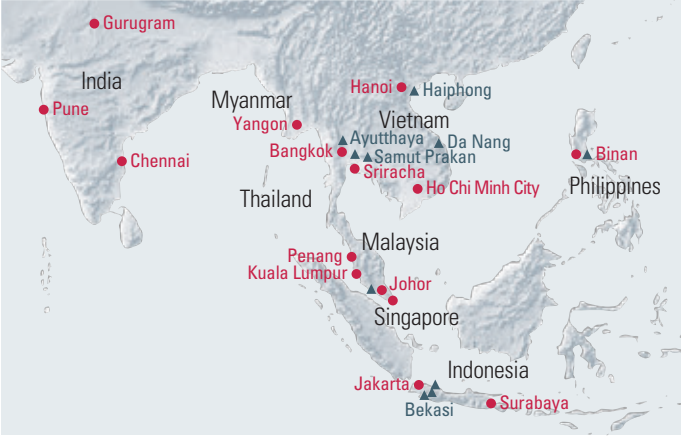 Gurugram
India
Hanoi
Haiphong
Myanmar
Pune
Vietnam
Yangon
Ayutthaya
Da Nang
Bangkok
Samut Prakan
Binan
Chennai
Sriracha
Ho Chi Minh City
Philippines
Thailand
Malaysia
Penang
Kuala Lumpur
Johor
Singapore
Indonesia
Jakarta
Bekasi
Surabaya